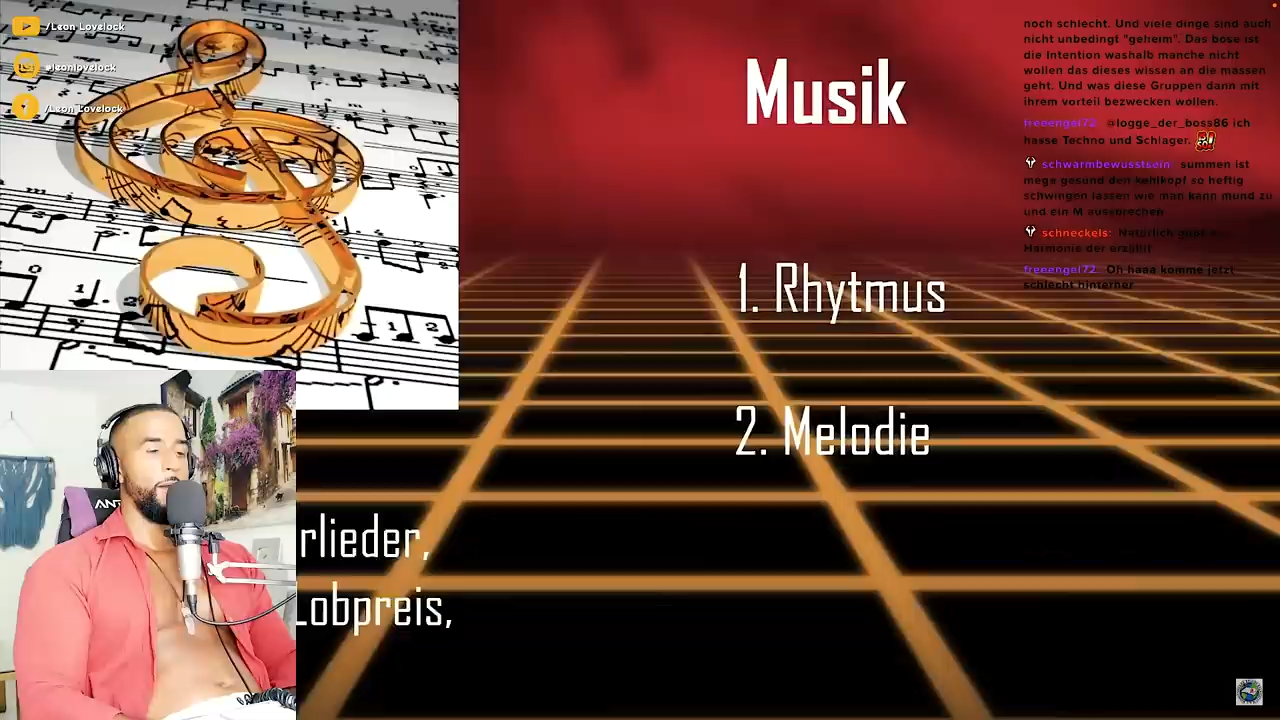 /Leon Lovelock
@leonlovelock
/Leon Lovelock
Musik
1. Rhytmus
2. Melodie
rlieder,
Lobpreis,
ANT
noch schlecht. Und viele dinge sind auch
nicht unbedingt "geheim". Das böse ist
die Intention washalb manche nicht
wollen das dieses wissen an die massen
geht. Und was diese Gruppen dann mit
ihrem vorteil bezwecken wollen.
freeengel72: @logge_der_boss86 ich
hasse Techno und Schlager.
schwarmbewusstsein: summen ist
mega gesund den kehlkopf so heftig
schwingen lassen wie man kann mund zu
und ein M aussprechen
schneckels: Natürlich gibt
Harmonie der erzählt
freeengel72: Oh haaa komme jetzt
schlecht hinterher